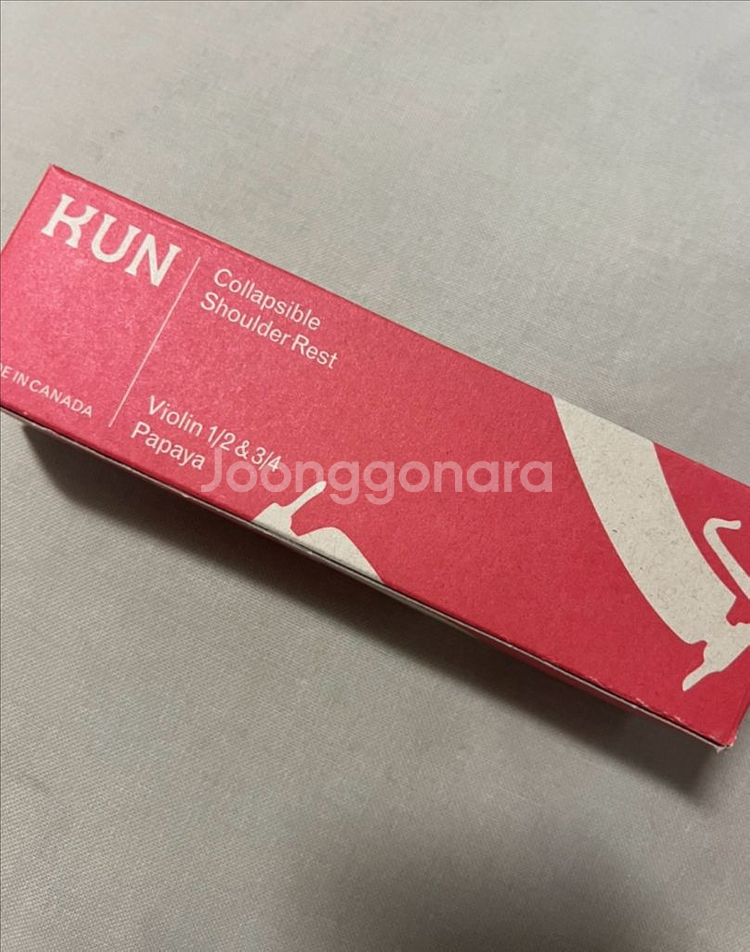 KUN
Collapsible
Shoulder Rest
IN CANADA
Violin 1/2 & 3/4
Papaya
Joonggonara